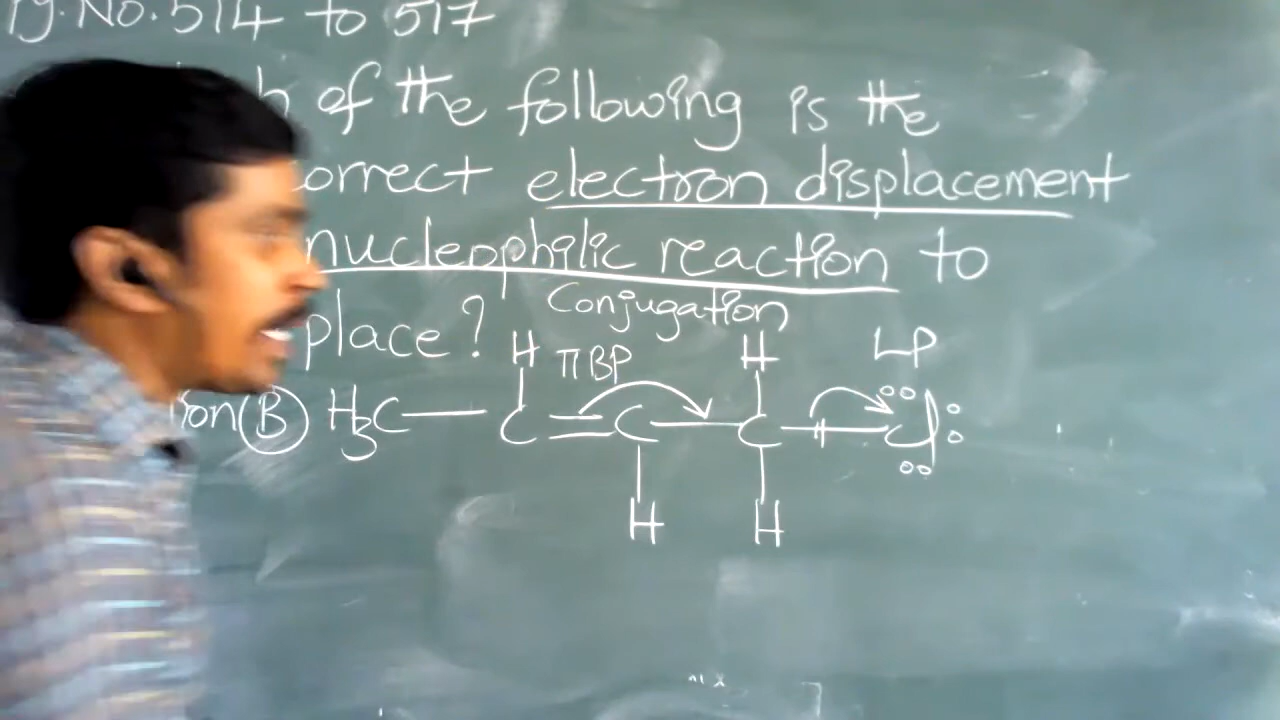 Pg.No.514 to 517
of the following is the
correct electron displacement
nucleophilic reaction to
place?
Conjugation
H πBP H LP
(B) H₃C — C = C — C — Cl
H H